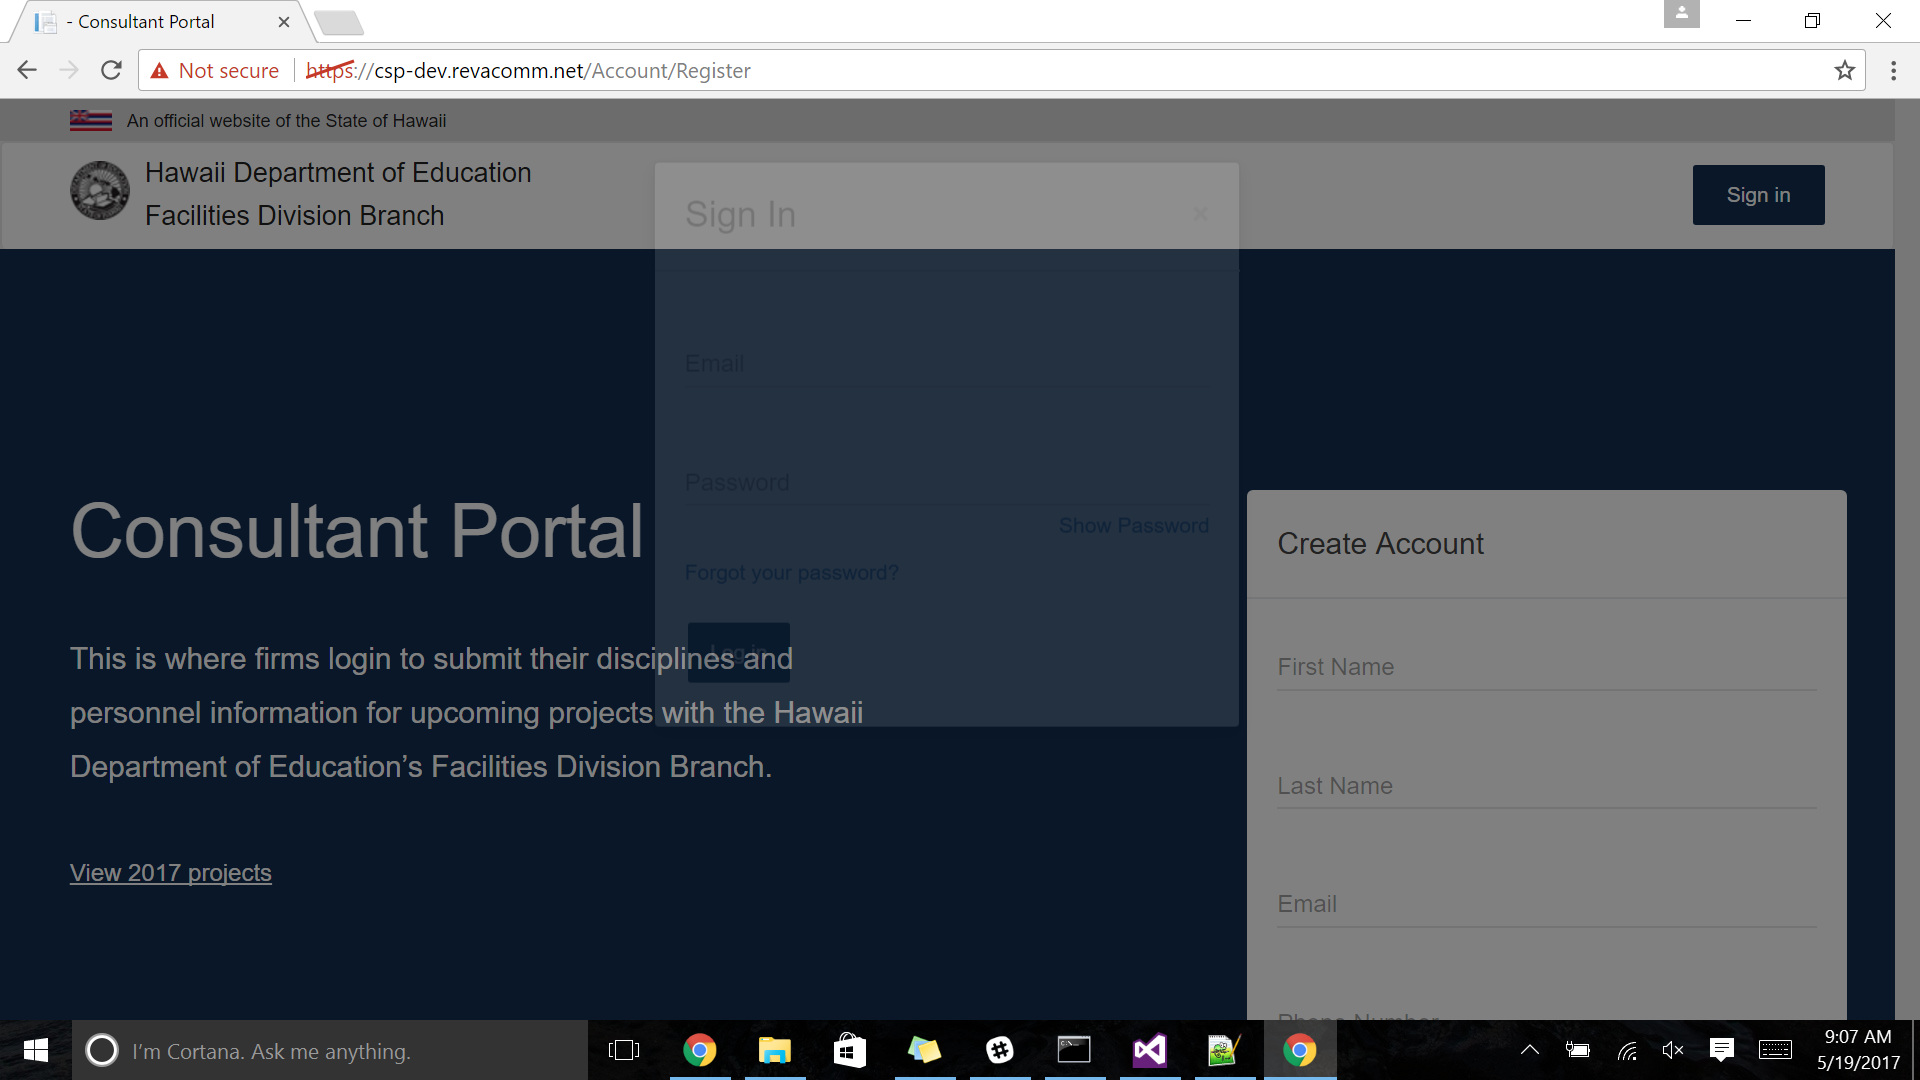 - Consultant Portal
Not secure
https://csp-dev.revacomm.net/Account/Register
An official website of the State of Hawaii
Hawaii Department of Education
Facilities Division Branch
Sign in
Sign In
Email
Password
Show Password
Forgot your password?
Log in
Consultant Portal
This is where firms login to submit their disciplines and
personnel information for upcoming projects with the Hawaii
Department of Education’s Facilities Division Branch.
View 2017 projects
Create Account
First Name
Last Name
Email
Phone Number
I’m Cortana. Ask me anything.
9:07 AM
5/19/2017